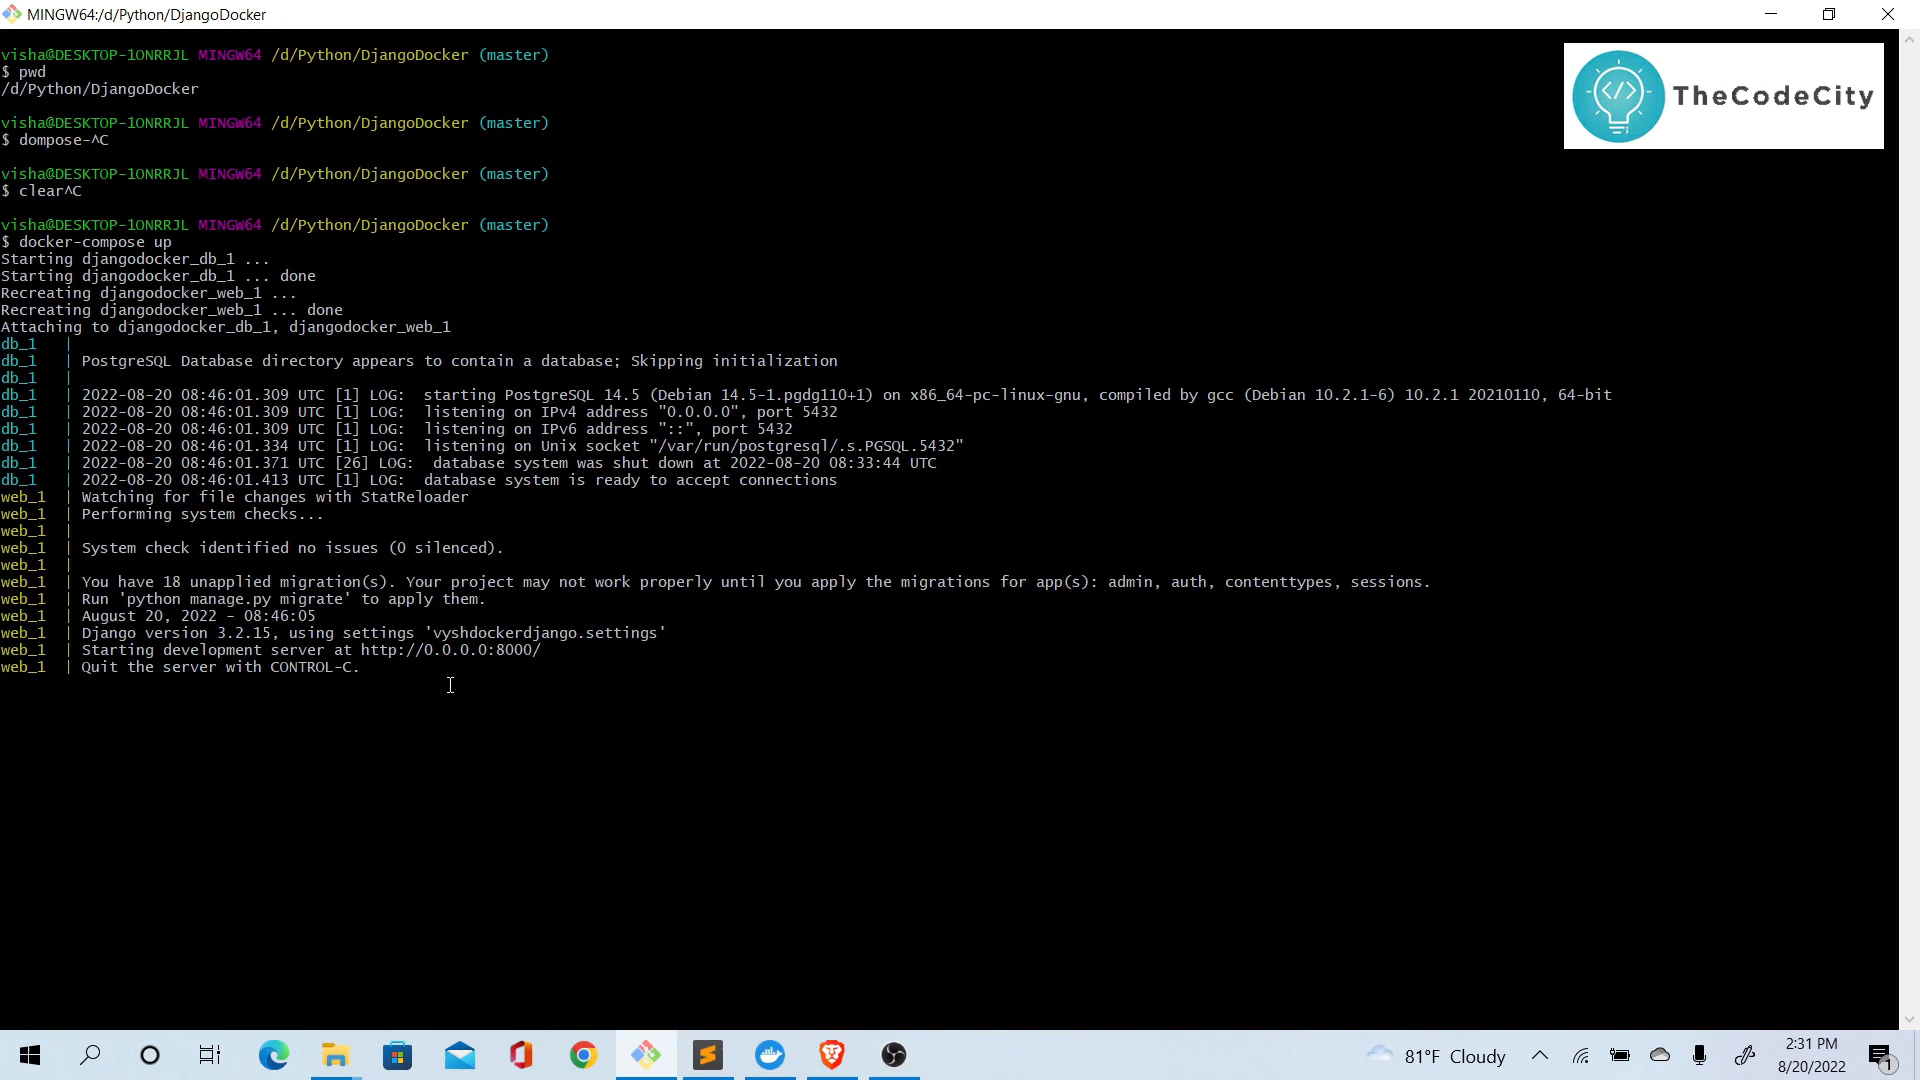 MINGW64:/d/Python/DjangoDocker
visha@DESKTOP-1ONRRJL MINGW64 /d/Python/DjangoDocker (master)
$ pwd
/d/Python/DjangoDocker
TheCodeCity
visha@DESKTOP-1ONRRJL MINGW64 /d/Python/DjangoDocker (master)
$ dompose-^C
visha@DESKTOP-1ONRRJL MINGW64 /d/Python/DjangoDocker (master)
$ clear^C
visha@DESKTOP-1ONRRJL MINGW64 /d/Python/DjangoDocker (master)
$ docker-compose up
Starting djangodocker_db_1 ...
Starting djangodocker_db_1 ... done
Recreating djangodocker_web_1 ...
Recreating djangodocker_web_1 ... done
Attaching to djangodocker_db_1, djangodocker_web_1
db_1   |
db_1   | PostgreSQL Database directory appears to contain a database; Skipping initialization
db_1   |
db_1   | 2022-08-20 08:46:01.309 UTC [1] LOG:  starting PostgreSQL 14.5 (Debian 14.5-1.pgdg110+1) on x86_64-pc-linux-gnu, compiled by gcc (Debian 10.2.1-6) 10.2.1 20210110, 64-bit
db_1   | 2022-08-20 08:46:01.309 UTC [1] LOG:  listening on IPv4 address "0.0.0.0", port 5432
db_1   | 2022-08-20 08:46:01.309 UTC [1] LOG:  listening on IPv6 address "::", port 5432
db_1   | 2022-08-20 08:46:01.334 UTC [1] LOG:  listening on Unix socket "/var/run/postgresql/.s.PGSQL.5432"
db_1   | 2022-08-20 08:46:01.371 UTC [26] LOG:  database system was shut down at 2022-08-20 08:33:44 UTC
db_1   | 2022-08-20 08:46:01.413 UTC [1] LOG:  database system is ready to accept connections
web_1  | Watching for file changes with StatReloader
web_1  | Performing system checks...
web_1  |
web_1  | System check identified no issues (0 silenced).
web_1  |
web_1  | You have 18 unapplied migration(s). Your project may not work properly until you apply the migrations for app(s): admin, auth, contenttypes, sessions.
web_1  | Run 'python manage.py migrate' to apply them.
web_1  | August 20, 2022 - 08:46:05
web_1  | Django version 3.2.15, using settings 'vyshdockerdjango.settings'
web_1  | Starting development server at http://0.0.0.0:8000/
web_1  | Quit the server with CONTROL-C.
81°F Cloudy
2:31 PM
8/20/2022
1